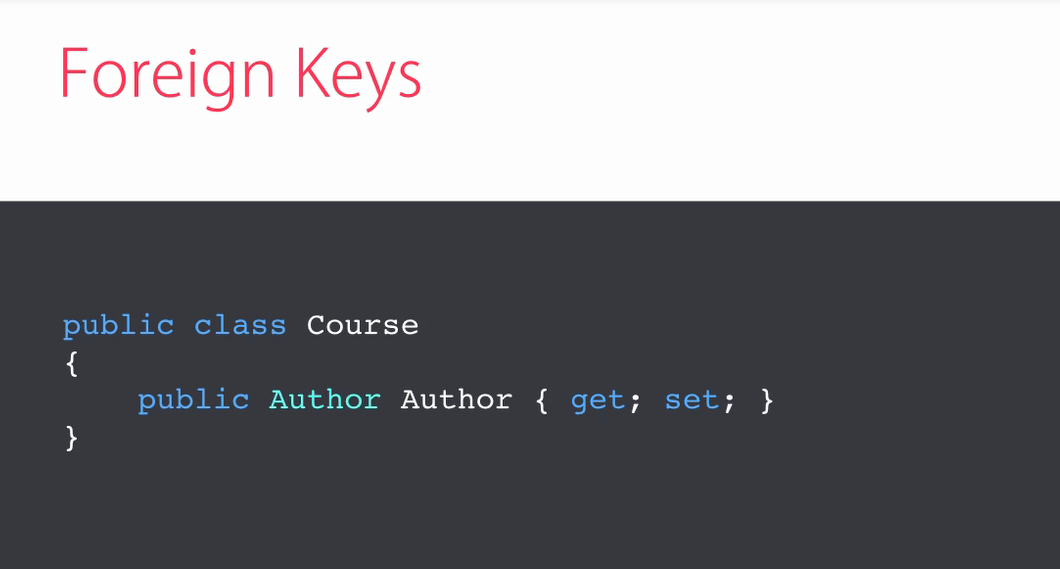 Foreign Keys
public class Course
{
    public Author Author { get; set; }
}